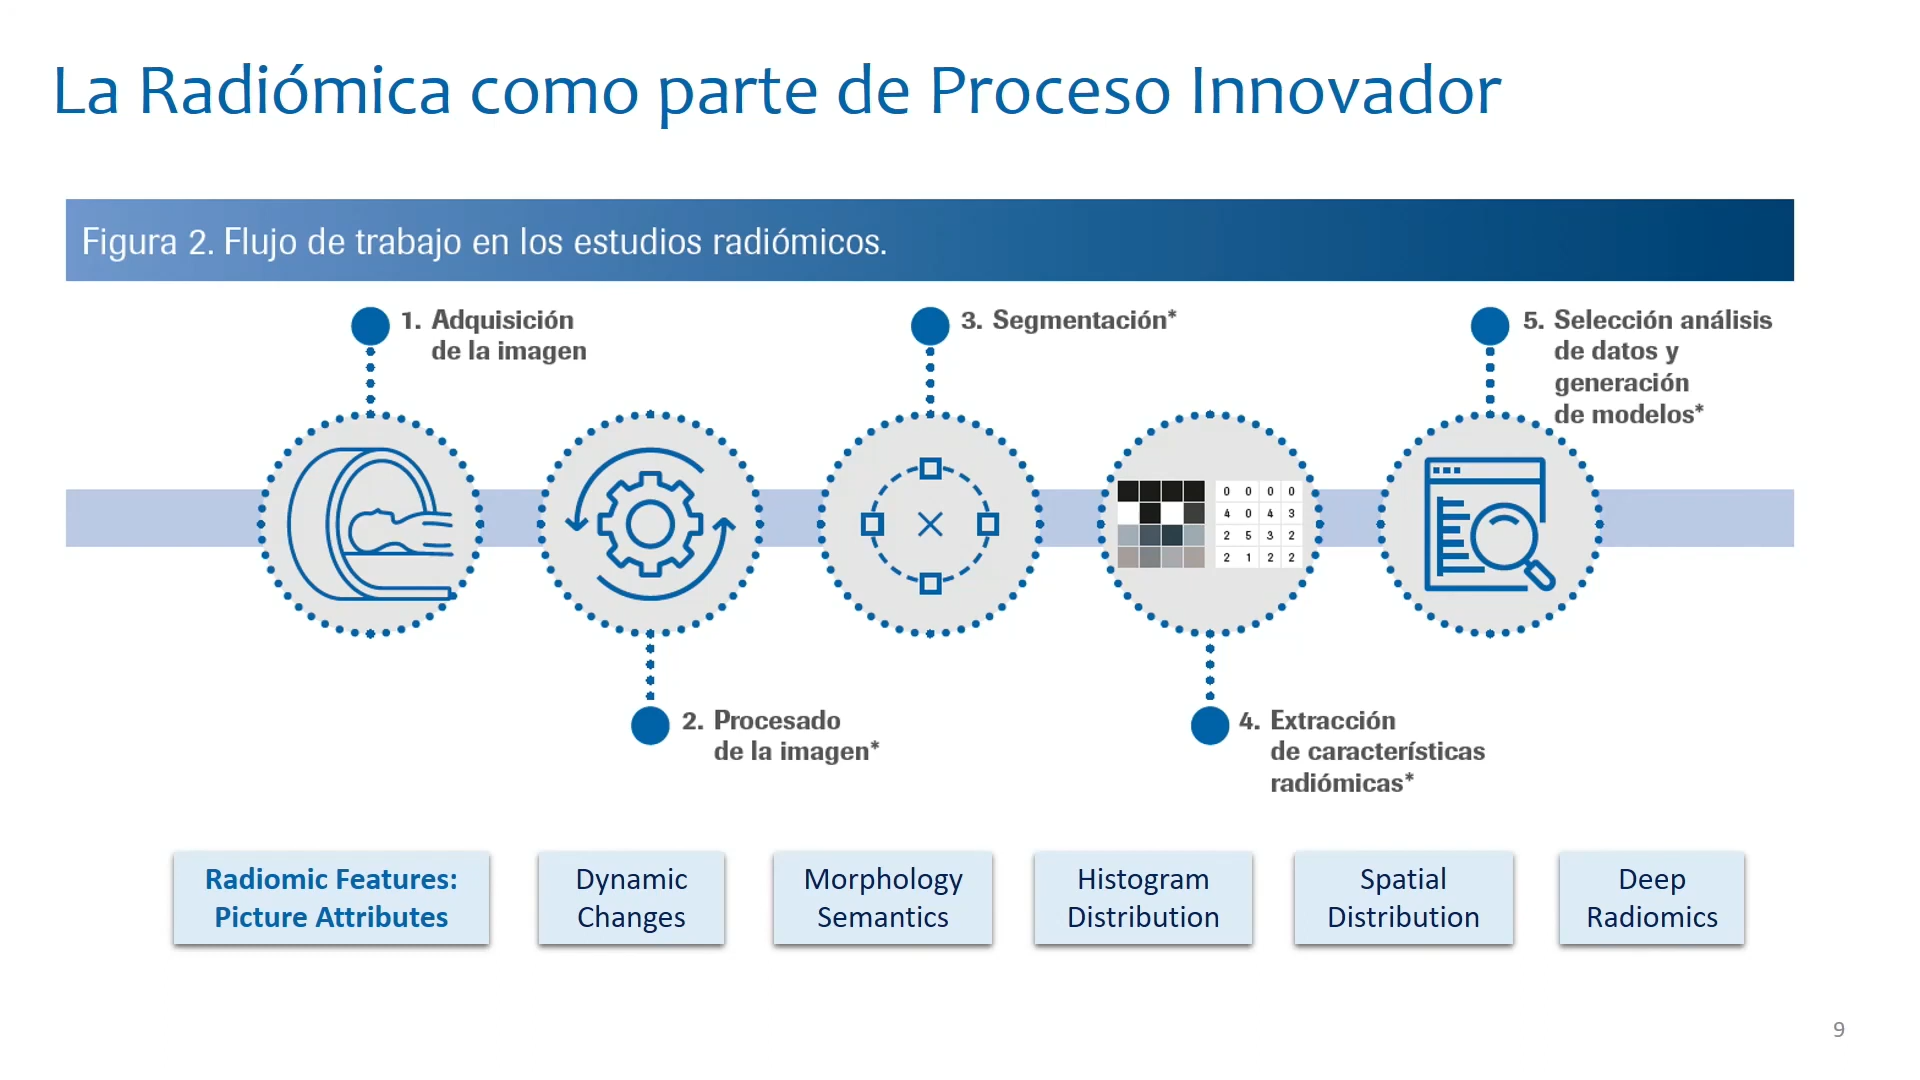 La Radiómica como parte de Proceso Innovador
Figura 2. Flujo de trabajo en los estudios radiómicos.
1. Adquisición
de la imagen
3. Segmentación*
5. Selección análisis
de datos y
generación
de modelos*
0 0 0 0
4 0 4 3
2 5 3 2
2 1 2 2
2. Procesado
de la imagen*
4. Extracción
de características
radiómicas*
Radiomic Features:
Picture Attributes
Dynamic
Changes
Morphology
Semantics
Histogram
Distribution
Spatial
Distribution
Deep
Radiomics
9